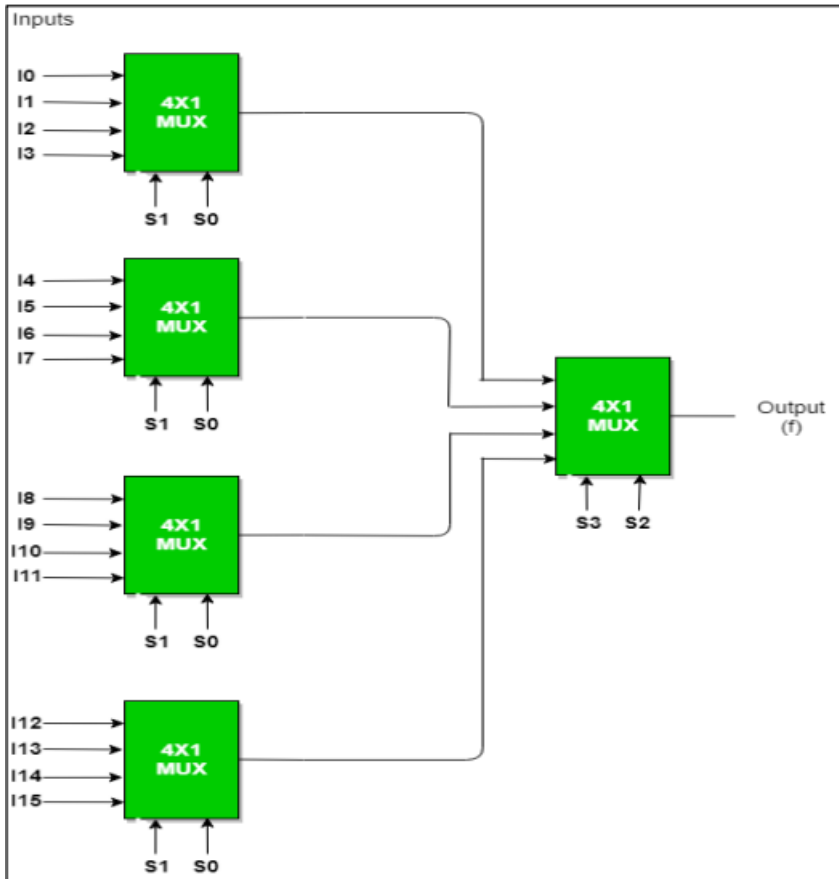 Inputs
I0
I1
I2
I3
4X1
MUX
S1 S0
I4
I5
I6
I7
4X1
MUX
S1 S0
4X1
MUX
Output
(f)
S3 S2
I8
I9
I10
I11
4X1
MUX
S1 S0
I12
I13
I14
I15
4X1
MUX
S1 S0